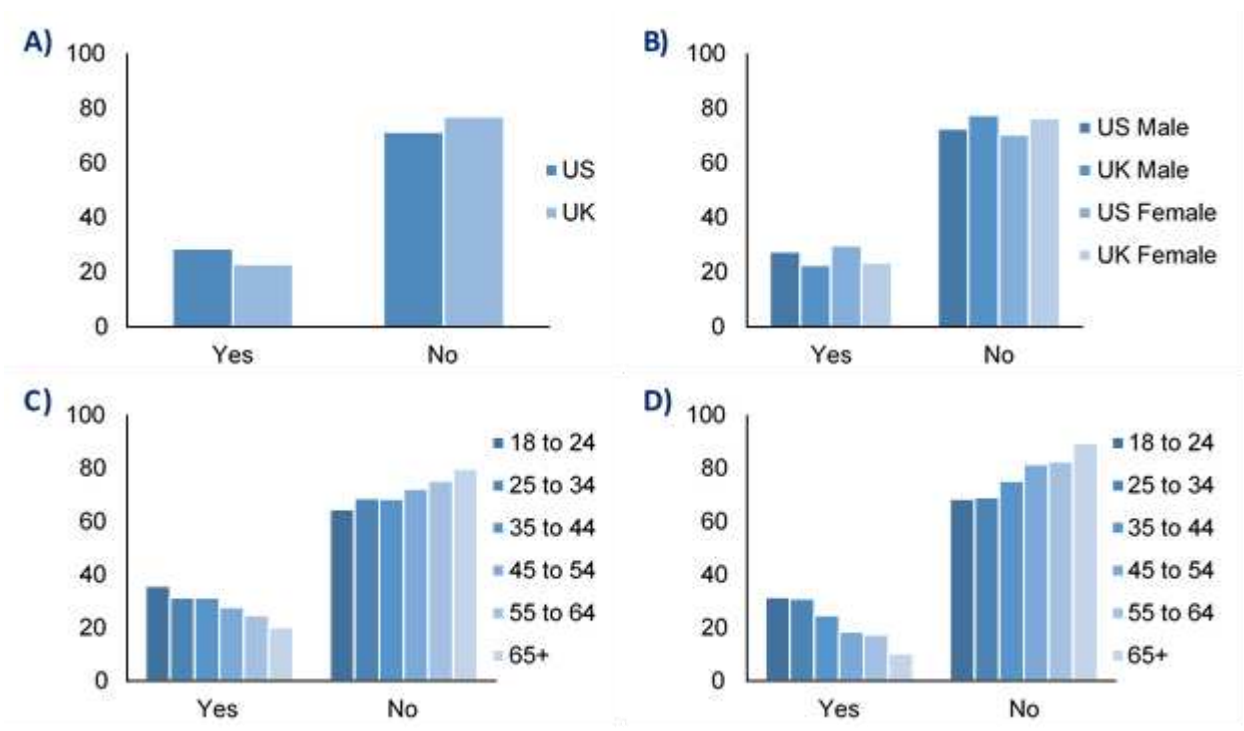 A)
100
80
60
40
20
0
Yes No
US
UK
B)
100
80
60
40
20
0
Yes No
US Male
UK Male
US Female
UK Female
C)
100
80
60
40
20
0
Yes No
18 to 24
25 to 34
35 to 44
45 to 54
55 to 64
65+
D)
100
80
60
40
20
0
Yes No
18 to 24
25 to 34
35 to 44
45 to 54
55 to 64
65+